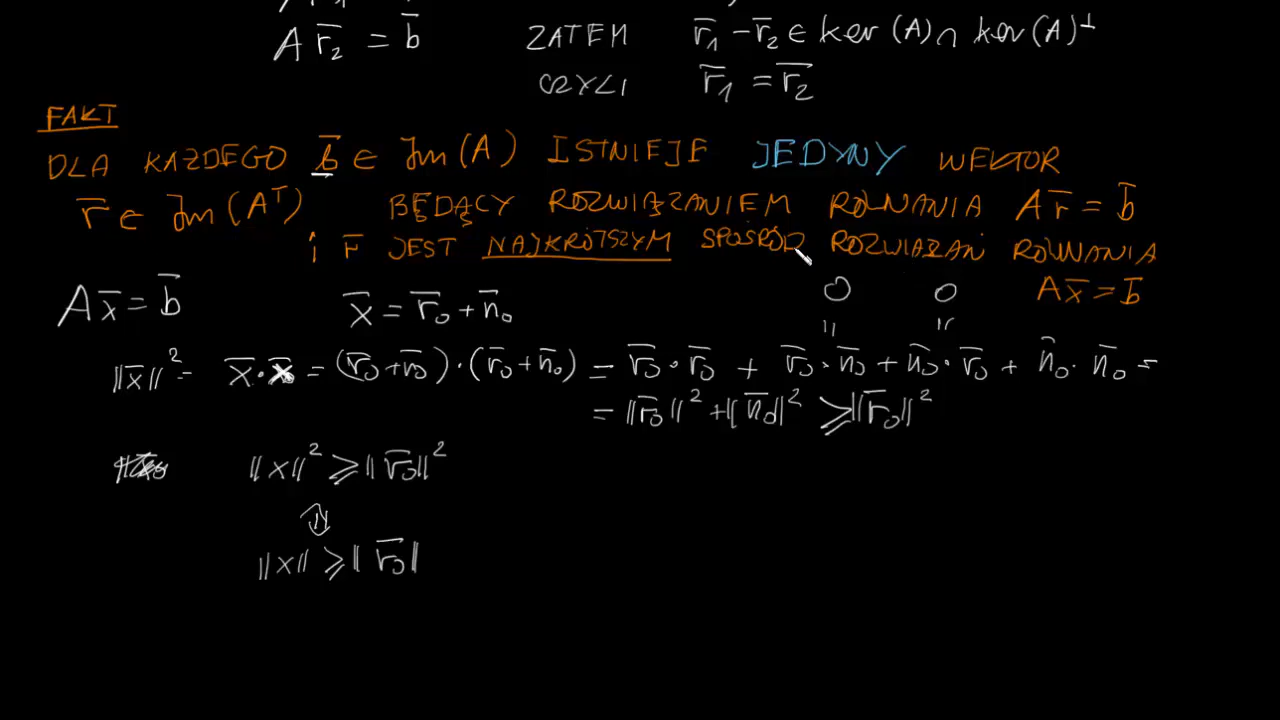 A r̄₂ = b̄ ZATEM r̄₁ - r̄₂ ∈ ker(A) ∩ ker(A)⊥
CZYLI r̄₁ = r̄₂
FAKT
DLA KAŻDEGO b̄ ∈ Im(A) ISTNIEJE JEDYNY WEKTOR
r̄ ∈ Im(Aᵀ) BĘDĄCY ROZWIĄZANIEM RÓWNANIA A r̄ = b̄
I r̄ JEST NAJKRÓTSZYM SPOŚRÓD ROZWIĄZAŃ RÓWNANIA
A x̄ = b̄
A x̄ = b̄ x̄ = r̄₀ + n̄₀
0 0
|| ||
||x̄||² = x̄·x̄ = (r̄₀ + n̄₀)·(r̄₀ + n̄₀) = r̄₀·r̄₀ + r̄₀·n̄₀ + n̄₀·r̄₀ + n̄₀·n̄₀ =
= ||r̄₀||² + ||n̄₀||² ⩾ ||r̄₀||²
||x||² ⩾ ||r̄₀||²
⇓
||x|| ⩾ ||r̄₀||